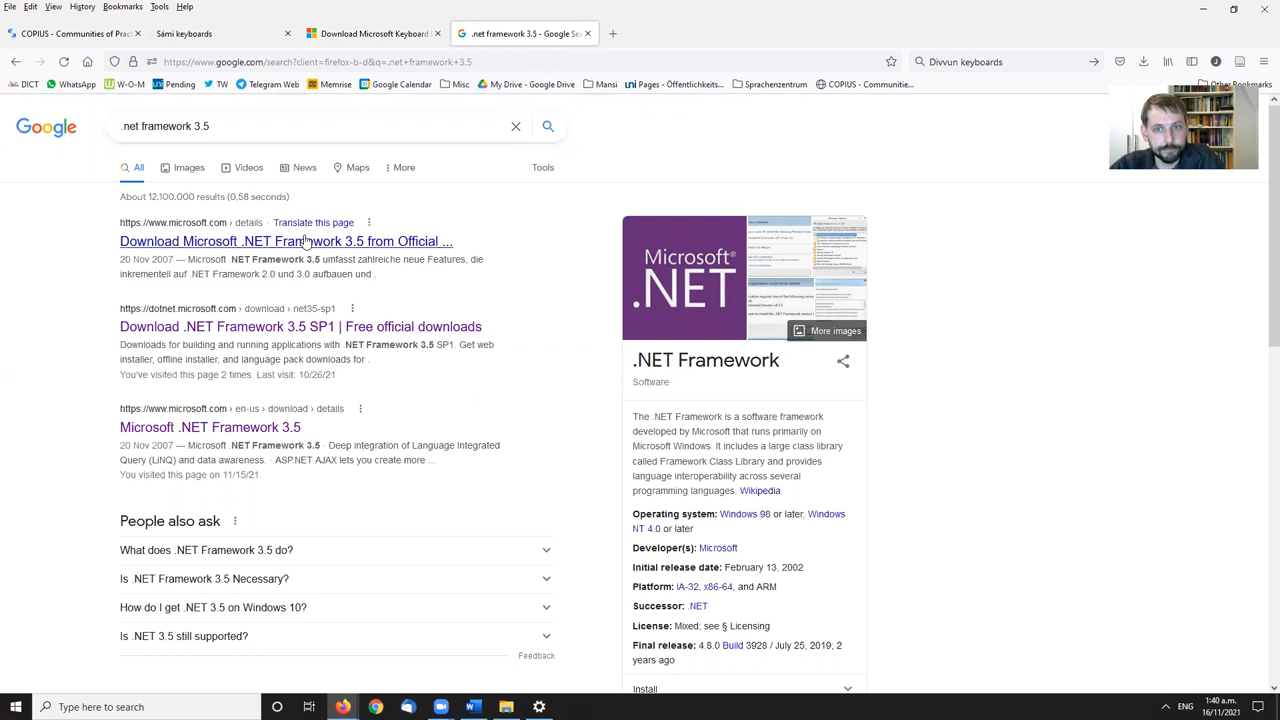 File Edit View History Bookmarks Tools Help
COPIUS - Communities of Pract
Sámi keyboards
Download Microsoft Keyboard
.net framework 3.5 - Google Sea
https://www.google.com/search?client=firefox-b-d&q=.net+framework+3.5
Divvun keyboards
DICT WhatsApp W-O-M Pending TW Telegram Web Memrise Google Calendar Misc My Drive - Google Drive Mansi Pages - Öffentlichkeits... Sprachenzentrum COPIUS - Communitie... Other Bookmarks
Google
.net framework 3.5
All Images Videos News Maps More Tools
About 12.100.000 results (0,58 seconds)
https://www.microsoft.com › details · Translate this page
Microsoft .NET Framework 3.5
.NET Framework 3.5 umfasst zahlreiche neue Features, die
auf .NET Framework 2.0 und 3.0 aufbauen
https://dotnet.microsoft.com › download › net35-sp1
Download .NET Framework 3.5 SP1 | Free official downloads
Downloads for building and running applications with .NET Framework 3.5 SP1. Get web
installer, offline installer, and language pack downloads for .
You've visited this page 2 times. Last visit: 10/26/21
https://www.microsoft.com › en-us › download › details
Microsoft .NET Framework 3.5
20 Nov 2007 — Microsoft .NET Framework 3.5 · Deep integration of Language Integrated
Query (LiNQ) and data awareness. · ASP.NET AJAX lets you create more ...
You visited this page on 11/15/21.
People also ask
What does .NET Framework 3.5 do?
Is .NET Framework 3.5 Necessary?
How do I get .NET 3.5 on Windows 10?
Is .NET 3.5 still supported?
Feedback
Microsoft®
.NET
More images
.NET Framework
Software
The .NET Framework is a software framework
developed by Microsoft that runs primarily on
Microsoft Windows. It includes a large class library
called Framework Class Library and provides
language interoperability across several
programming languages. Wikipedia
Operating system: Windows 98 or later, Windows
NT 4.0 or later
Developer(s): Microsoft
Initial release date: February 13, 2002
Platform: IA-32, x86-64, and ARM
Successor: .NET
License: Mixed; see § Licensing
Final release: 4.8.0 Build 3928 / July 25, 2019; 2
years ago
Install
Type here to search
ENG
1:40 a.m.
16/11/2021